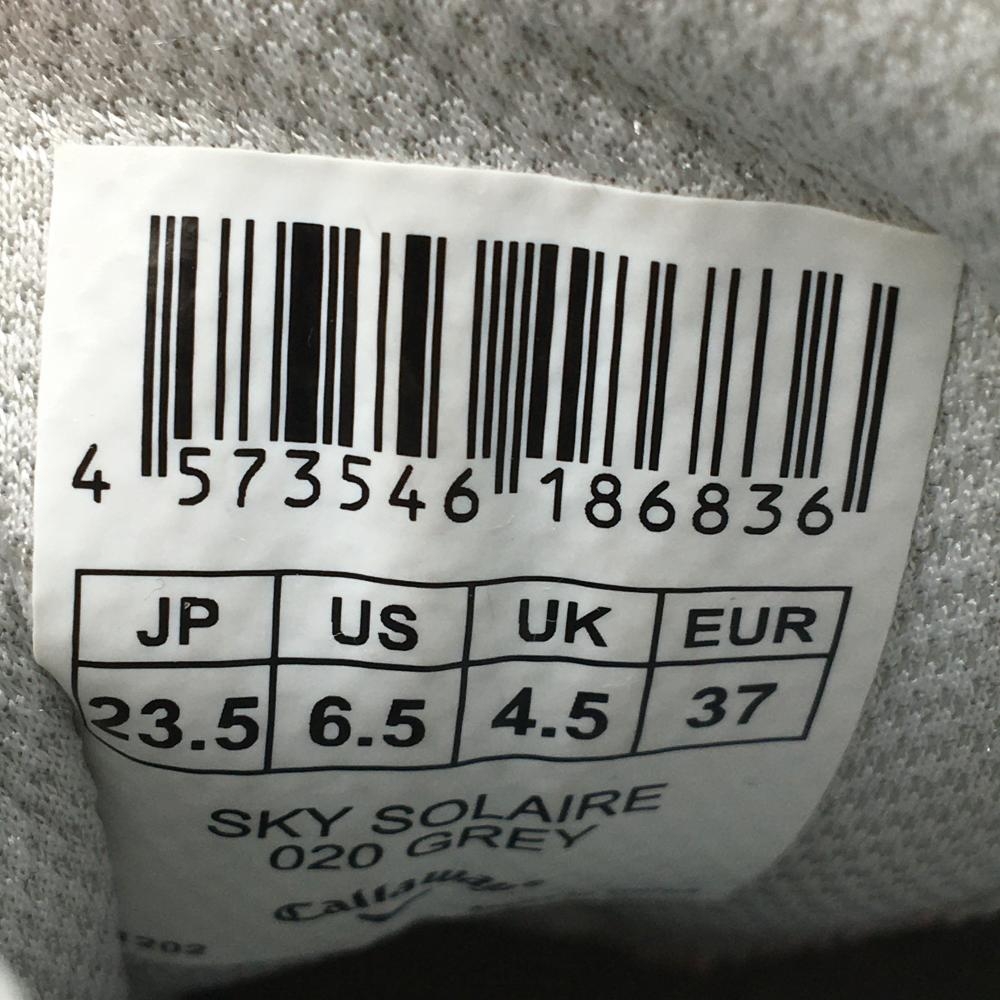 4 573546 186836
JP US UK EUR
23.5 6.5 4.5 37
SKY SOLAIRE
020 GREY
Callaway